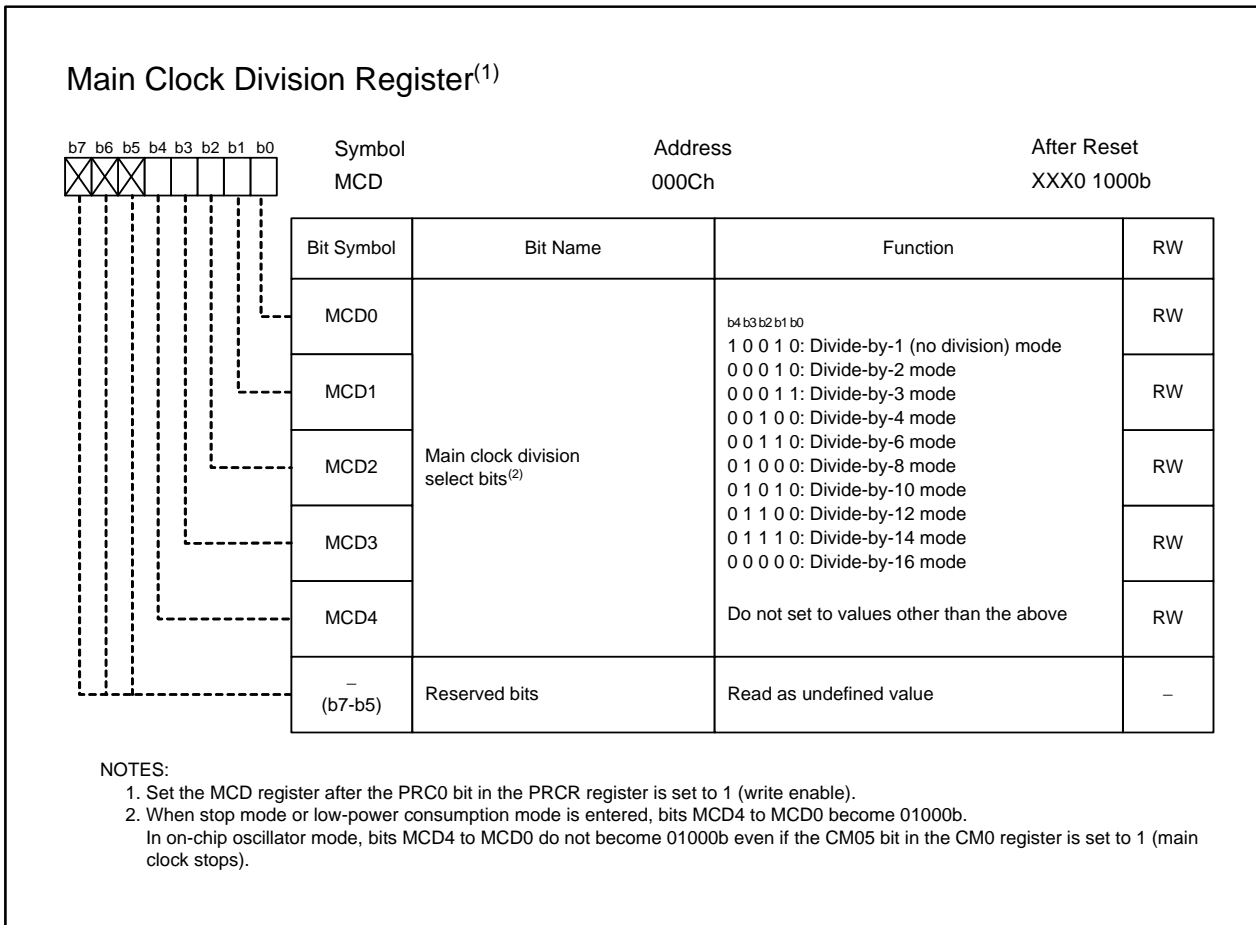 Main Clock Division Register(1)
b7 b6 b5 b4 b3 b2 b1 b0
Symbol Address After Reset
MCD 000Ch XXX0 1000b
Bit Symbol Bit Name Function RW
MCD0 RW
MCD1 RW
MCD2 RW
MCD3 RW
MCD4 RW
Main clock division
select bits(2)
b4 b3 b2 b1 b0
1 0 0 1 0: Divide-by-1 (no division) mode
0 0 0 1 0: Divide-by-2 mode
0 0 0 1 1: Divide-by-3 mode
0 0 1 0 0: Divide-by-4 mode
0 0 1 1 0: Divide-by-6 mode
0 1 0 0 0: Divide-by-8 mode
0 1 0 1 0: Divide-by-10 mode
0 1 1 0 0: Divide-by-12 mode
0 1 1 1 0: Divide-by-14 mode
0 0 0 0 0: Divide-by-16 mode
Do not set to values other than the above
–
(b7-b5)
Reserved bits Read as undefined value –
NOTES:
1. Set the MCD register after the PRC0 bit in the PRCR register is set to 1 (write enable).
2. When stop mode or low-power consumption mode is entered, bits MCD4 to MCD0 become 01000b.
In on-chip oscillator mode, bits MCD4 to MCD0 do not become 01000b even if the CM05 bit in the CM0 register is set to 1 (main
clock stops).